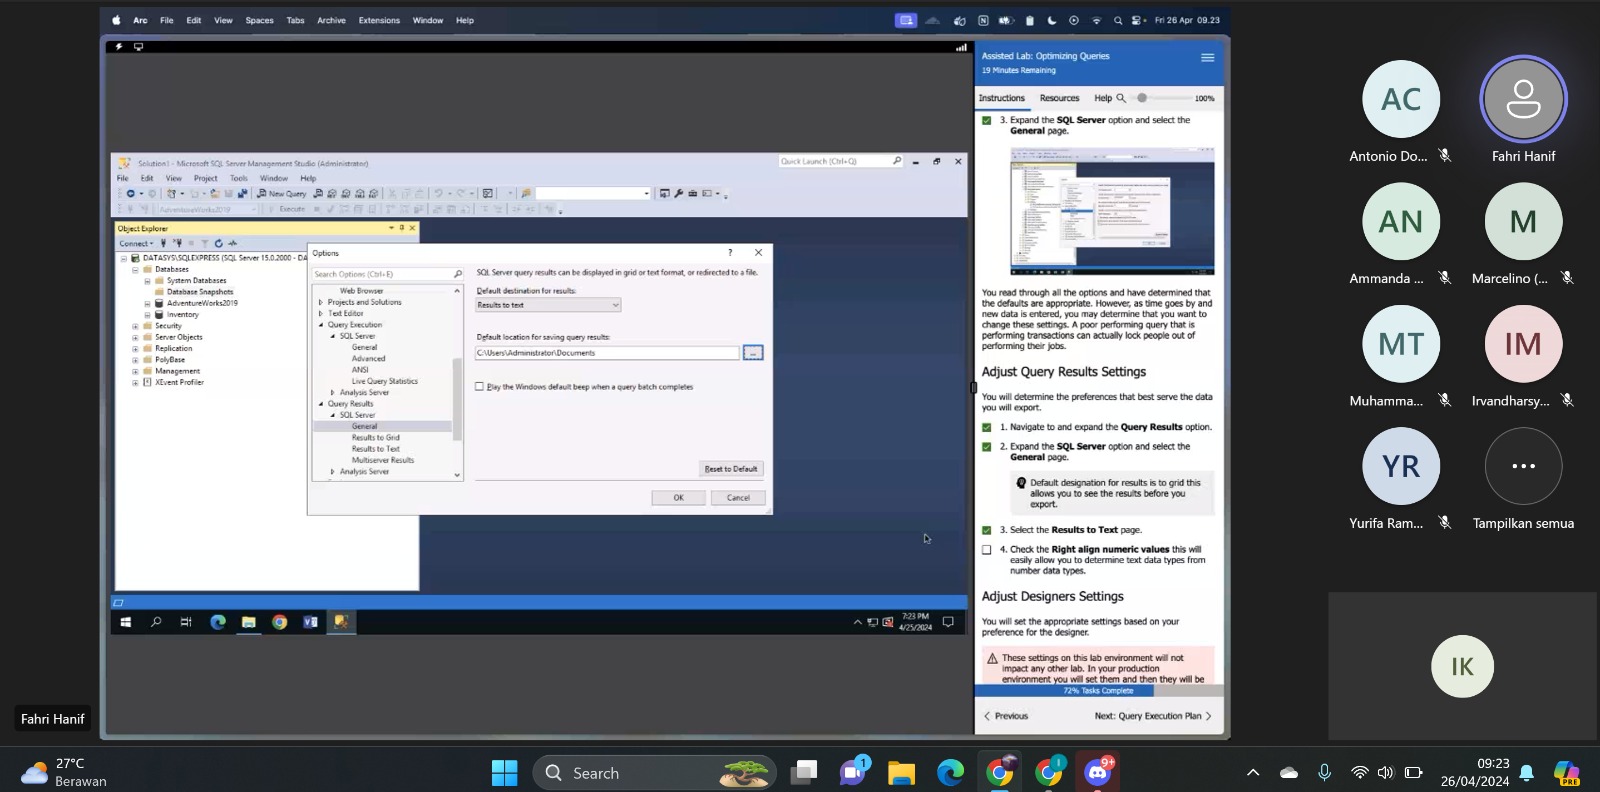 Arc File Edit View Spaces Tabs Archive Extensions Window Help
Fri 26 Apr 09.23
Solution1 - Microsoft SQL Server Management Studio (Administrator)
Quick Launch (Ctrl+Q)
File Edit View Project Tools Window Help
New Query
AdventureWorks2019
Execute
Object Explorer
Connect
DATASYS\SQLEXPRESS (SQL Server 15.0.2000 - DA
Databases
System Databases
Database Snapshots
AdventureWorks2019
Inventory
Security
Server Objects
Replication
PolyBase
Management
XEvent Profiler
Options
?
Search Options (Ctrl+E)
Web Browser
Projects and Solutions
Text Editor
Query Execution
SQL Server
General
Advanced
ANSI
Live Query Statistics
Analysis Server
Query Results
SQL Server
General
Results to Grid
Results to Text
Multiserver Results
Analysis Server
SQL Server query results can be displayed in grid or text format, or redirected to a file.
Default destination for results:
Results to text
Default location for saving query results:
C:\Users\Administrator\Documents
...
Play the Windows default beep when a query batch completes
Reset to Default
OK
Cancel
7:23 PM
4/25/2024
Assisted Lab: Optimizing Queries
19 Minutes Remaining
Instructions Resources Help 100%
3. Expand the SQL Server option and select the
General page.
You read through all the options and have determined that
the defaults are appropriate. However, as time goes by and
new data is entered, you may determine that you want to
change these settings. A poor performing query that is
performing transactions can actually lock people out of
performing their jobs.
Adjust Query Results Settings
You will determine the preferences that best serve the data
you will export.
1. Navigate to and expand the Query Results option.
2. Expand the SQL Server option and select the
General page.
Default designation for results is to grid this
allows you to see the results before you
export.
3. Select the Results to Text page.
4. Check the Right align numeric values this will
easily allow you to determine text data types from
number data types.
Adjust Designers Settings
You will set the appropriate settings based on your
preference for the designer.
These settings on this lab environment will not
impact any other lab. In your production
environment you will set them and then they will be
72% Tasks Complete
Previous
Next: Query Execution Plan
AC
Antonio Do...
Fahri Hanif
AN
Ammanda ...
M
Marcelino (...
MT
Muhamma...
IM
Irvandharsy...
YR
Yurifa Ram...
...
Tampilkan semua
IK
Fahri Hanif
27°C
Berawan
Search
1
9+
09:23
26/04/2024
PRE